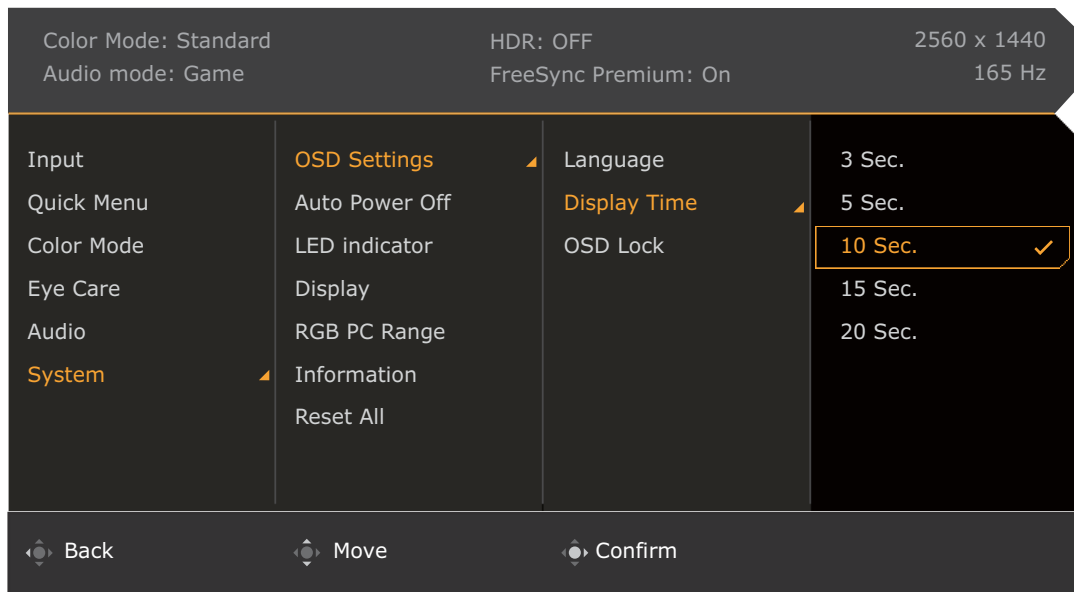 Color Mode: Standard
HDR: OFF
2560 x 1440
Audio mode: Game
FreeSync Premium: On
165 Hz
Input
Quick Menu
Color Mode
Eye Care
Audio
System
OSD Settings
Auto Power Off
LED indicator
Display
RGB PC Range
Information
Reset All
Language
Display Time
OSD Lock
3 Sec.
5 Sec.
10 Sec.
15 Sec.
20 Sec.
Back
Move
Confirm